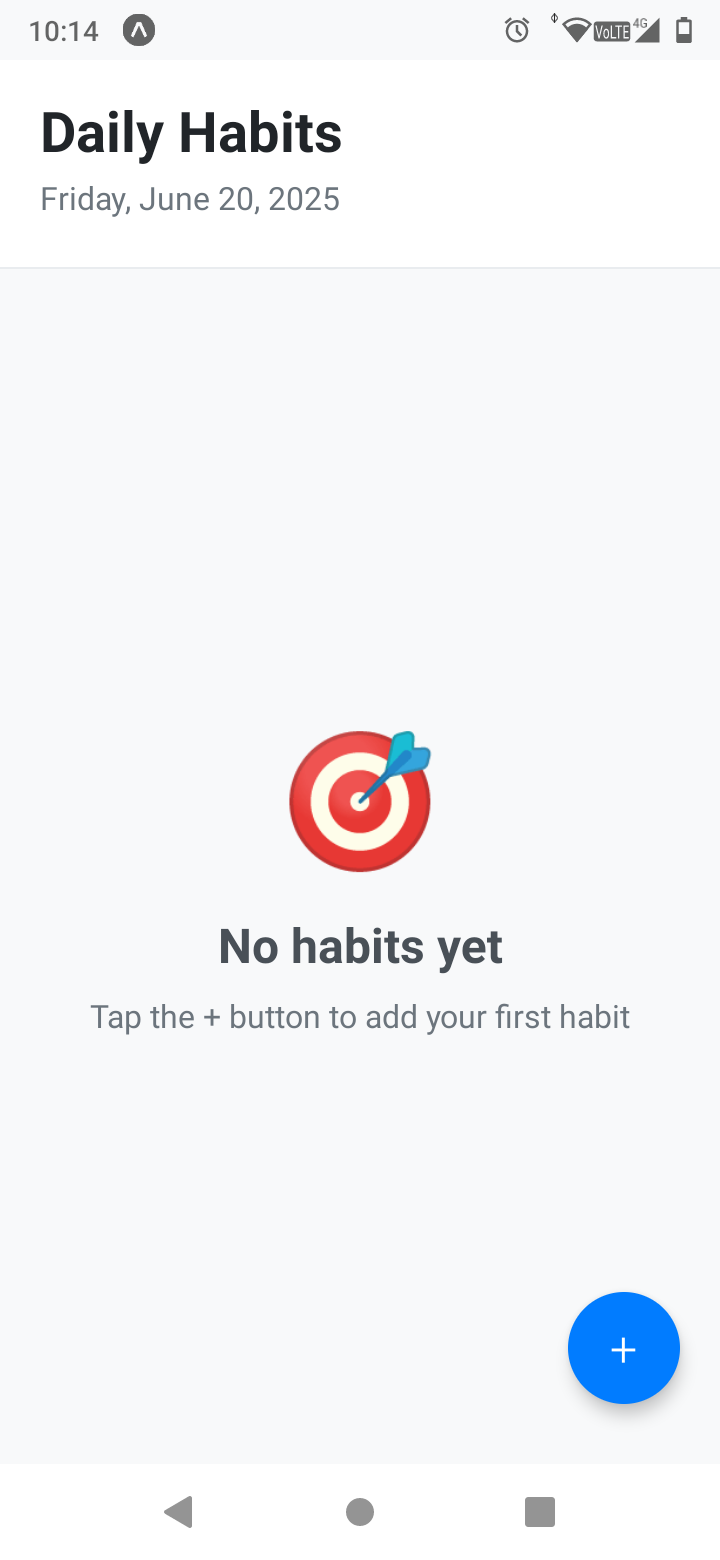 10:14
VoLTE 4G
Daily Habits
Friday, June 20, 2025
No habits yet
Tap the + button to add your first habit
+